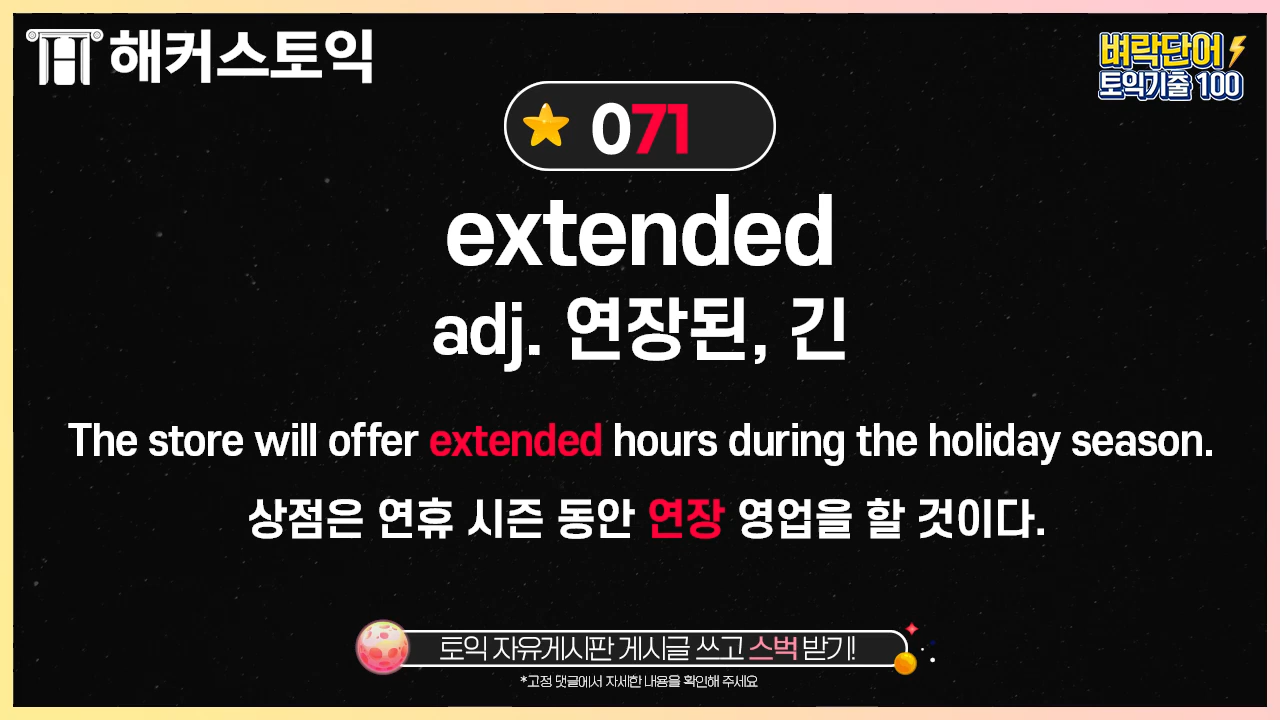 해커스토익
벼락단어
토익기출 100
071
extended
adj. 연장된, 긴
The store will offer extended hours during the holiday season.
상점은 연휴 시즌 동안 연장 영업을 할 것이다.
토익 자유게시판 게시글 쓰고 스벅 받기!
*고정 댓글에서 자세한 내용을 확인해 주세요